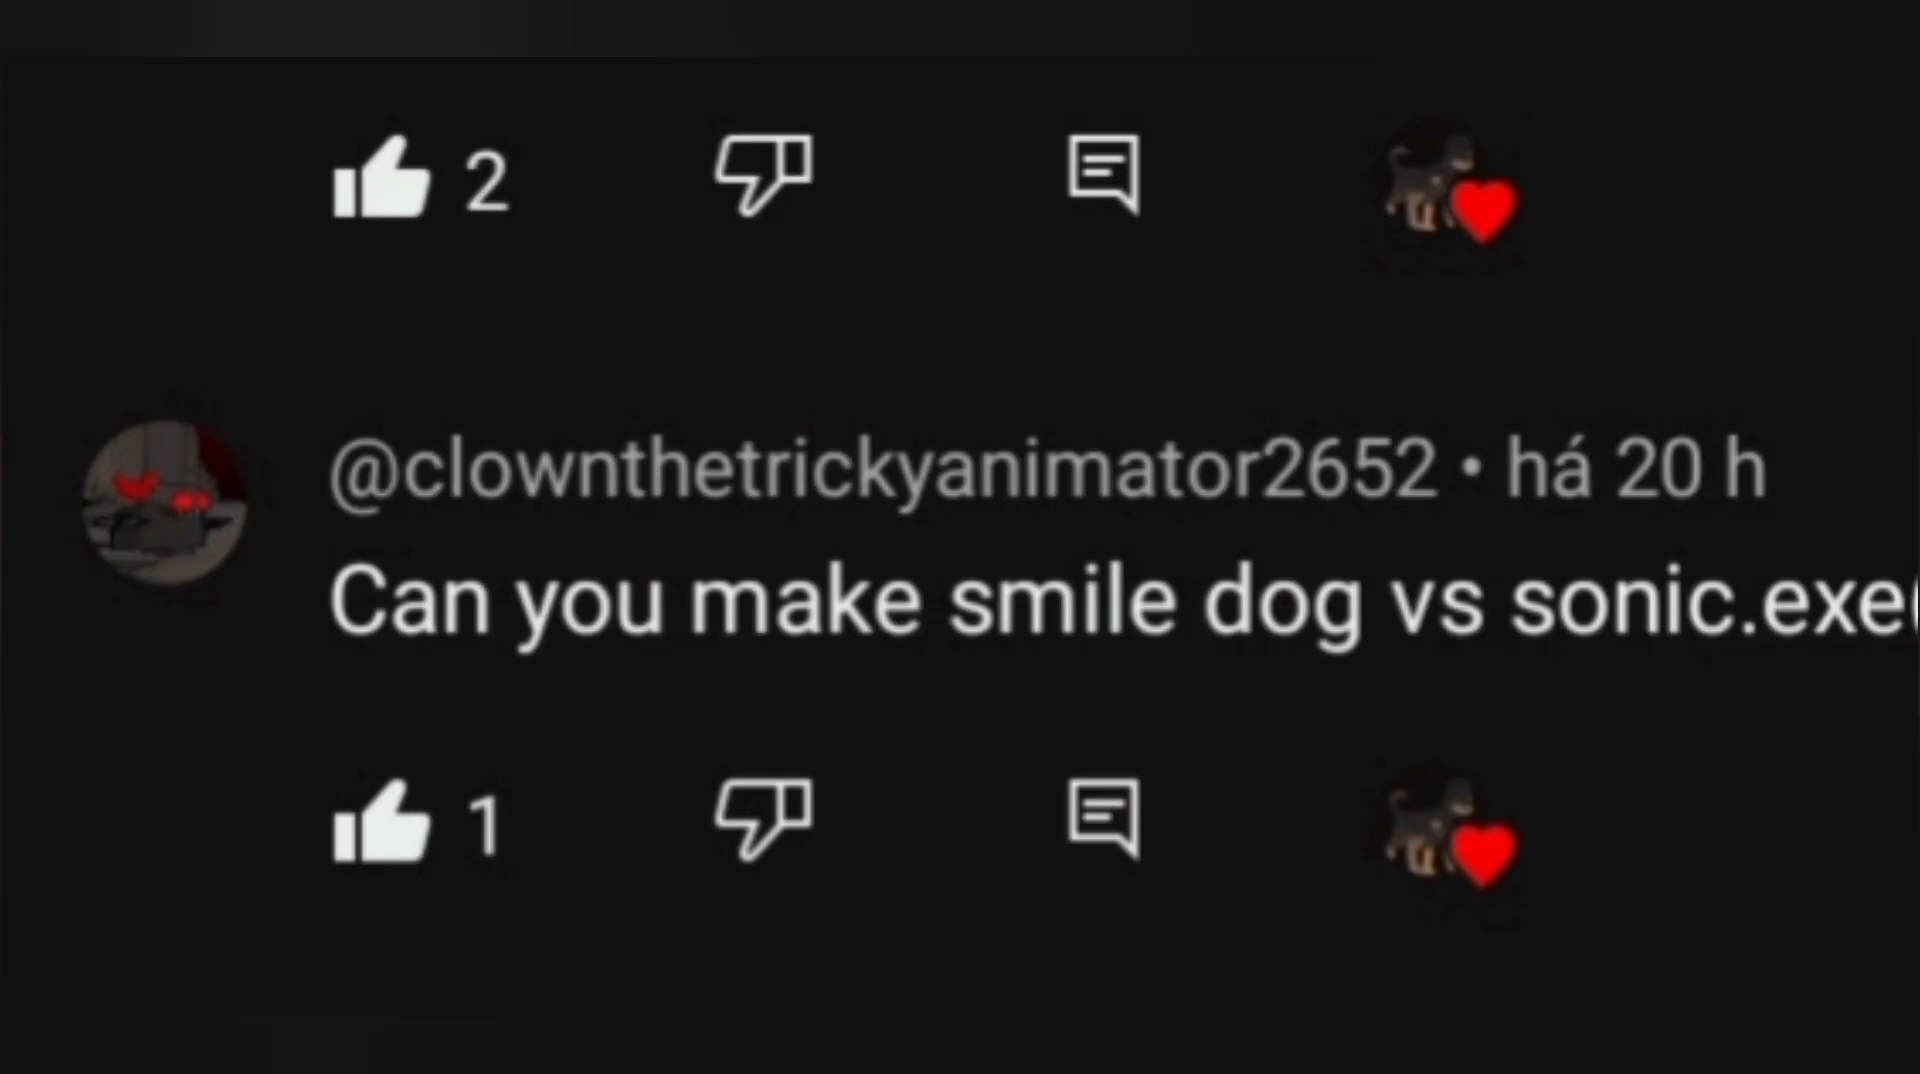 2
@clownthetrickyanimator2652 • há 20 h
Can you make smile dog vs sonic.exe(
1